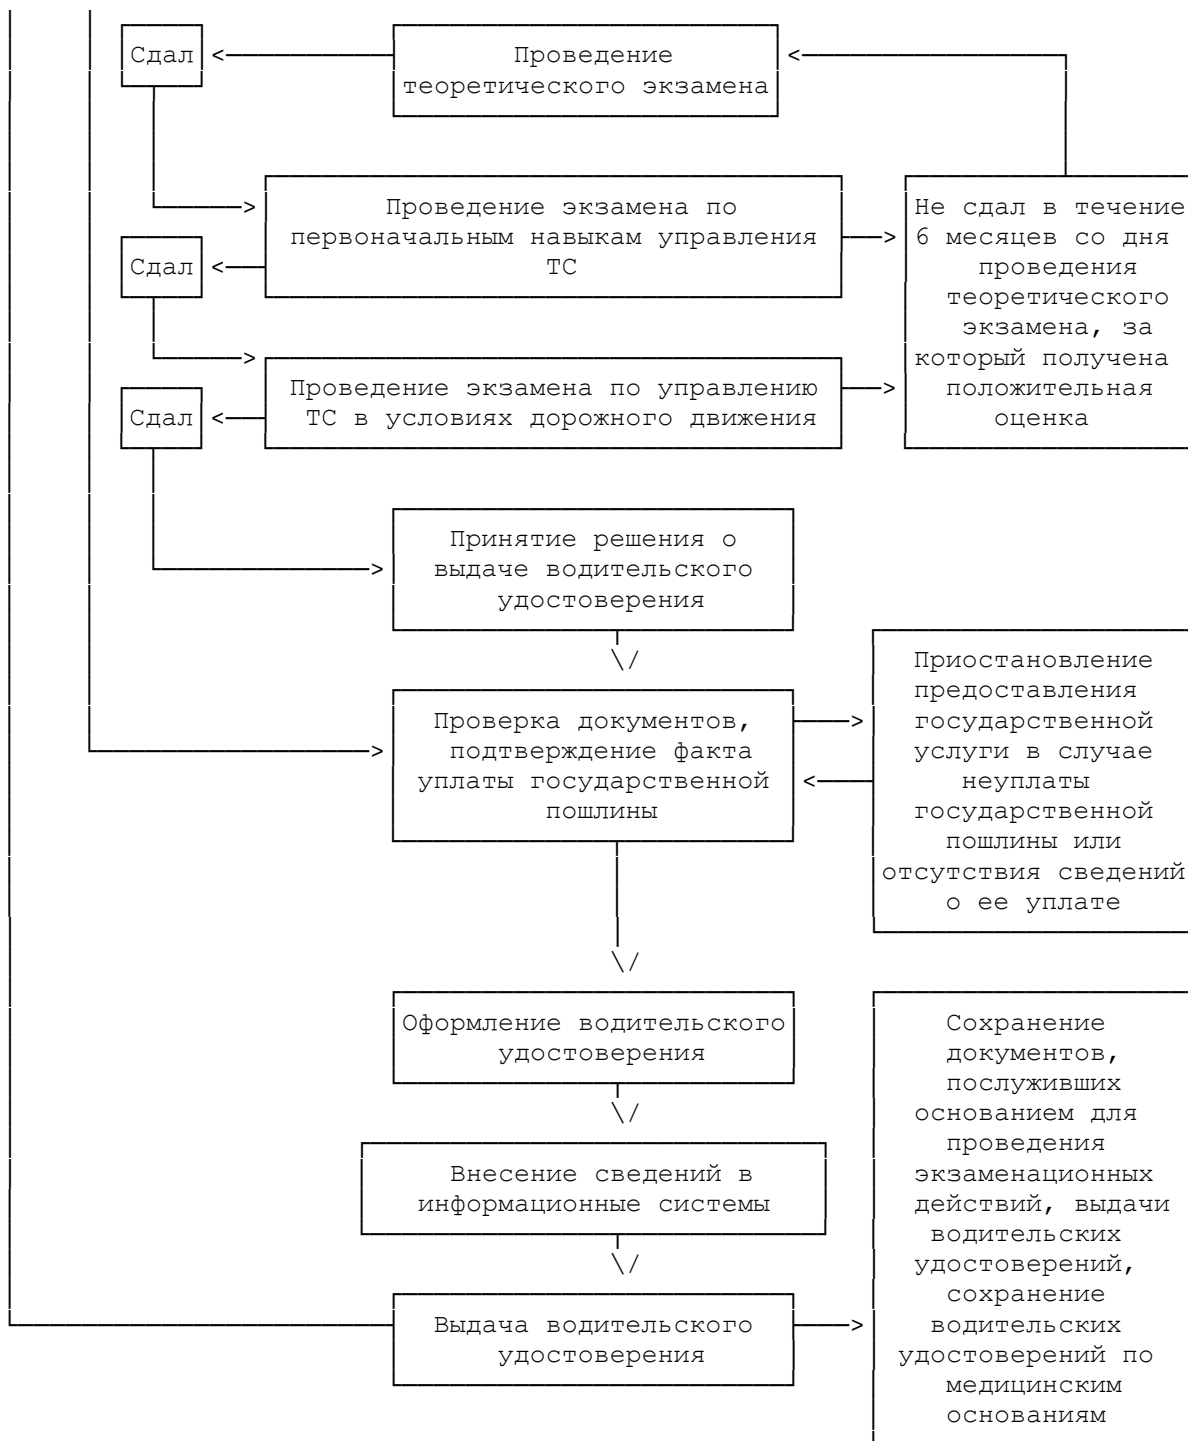 Сдал
Проведение
теоретического экзамена
Проведение экзамена по
первоначальным навыкам управления
ТС
Сдал
Не сдал в течение
6 месяцев со дня
проведения
теоретического
экзамена, за
который получена
положительная
оценка
Проведение экзамена по управлению
ТС в условиях дорожного движения
Сдал
Принятие решения о
выдаче водительского
удостоверения
Проверка документов,
подтверждение факта
уплаты государственной
пошлины
Приостановление
предоставления
государственной
услуги в случае
неуплаты
государственной
пошлины или
отсутствия сведений
о ее уплате
Оформление водительского
удостоверения
Внесение сведений в
информационные системы
Выдача водительского
удостоверения
Сохранение
документов,
послуживших
основанием для
проведения
экзаменационных
действий, выдачи
водительских
удостоверений,
сохранение
водительских
удостоверений по
медицинским
основаниям